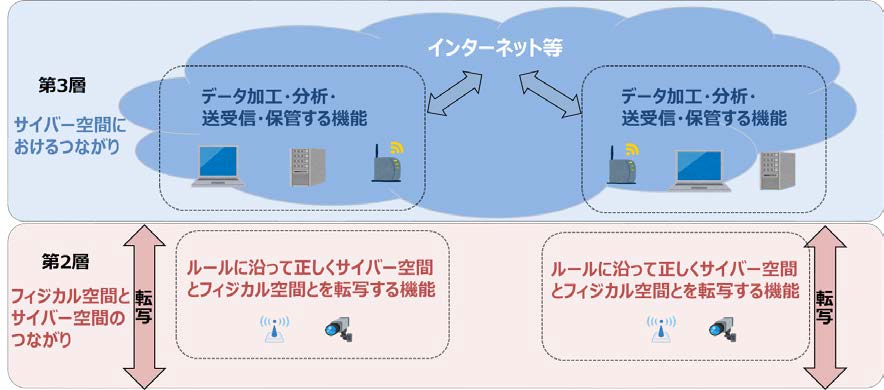 インターネット等
第3層
サイバー空間に
おけるつながり
データ加工・分析・
送受信・保管する機能
データ加工・分析・
送受信・保管する機能
第2層
フィジカル空間と
サイバー空間の
つながり
転写
ルールに沿って正しくサイバー空間
とフィジカル空間とを転写する機能
ルールに沿って正しくサイバー空間
とフィジカル空間とを転写する機能
転写